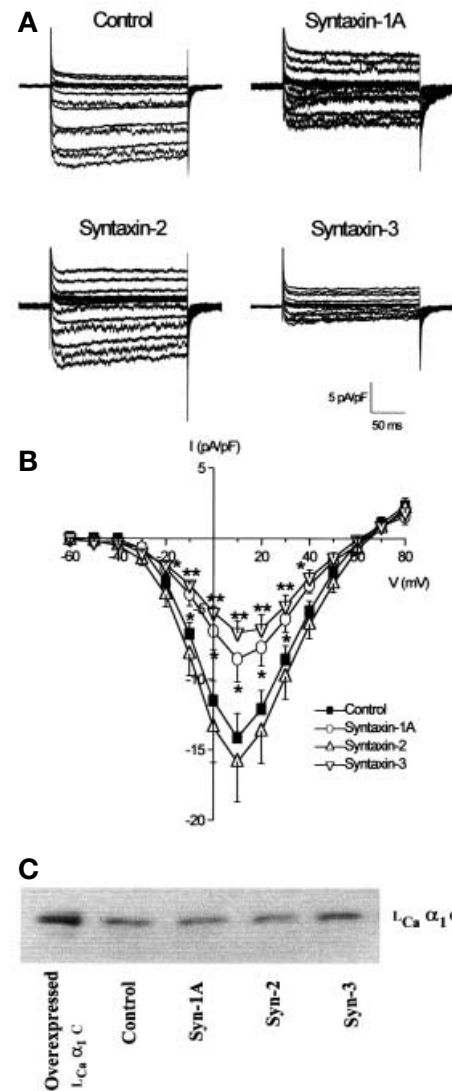 A
Control
Syntaxin-1A
Syntaxin-2
Syntaxin-3
5 pA/pF
50 ms
B
I (pA/pF)
5
-60 -40 -20 20 40 60 80
V (mV)
* ** ** ** ** ** *
* * * * *
-10
-15
-20
Control
Syntaxin-1A
Syntaxin-2
Syntaxin-3
C
LCa α1
Overexpressed
LCa α1 C
Control
Syn-1A
Syn-2
Syn-3